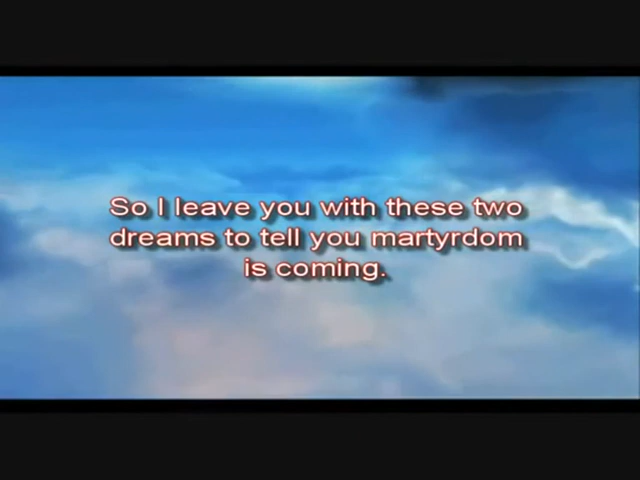 So I leave you with these two
dreams to tell you martyrdom
is coming.